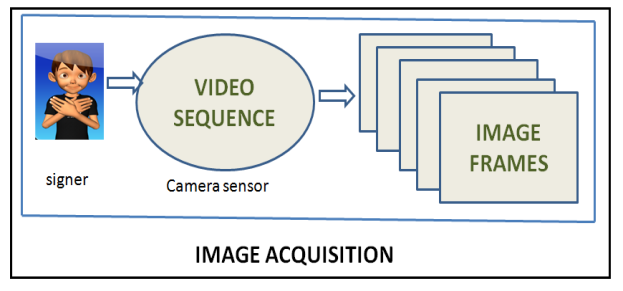 VIDEO
SEQUENCE
IMAGE
FRAMES
signer
Camera sensor
IMAGE ACQUISITION